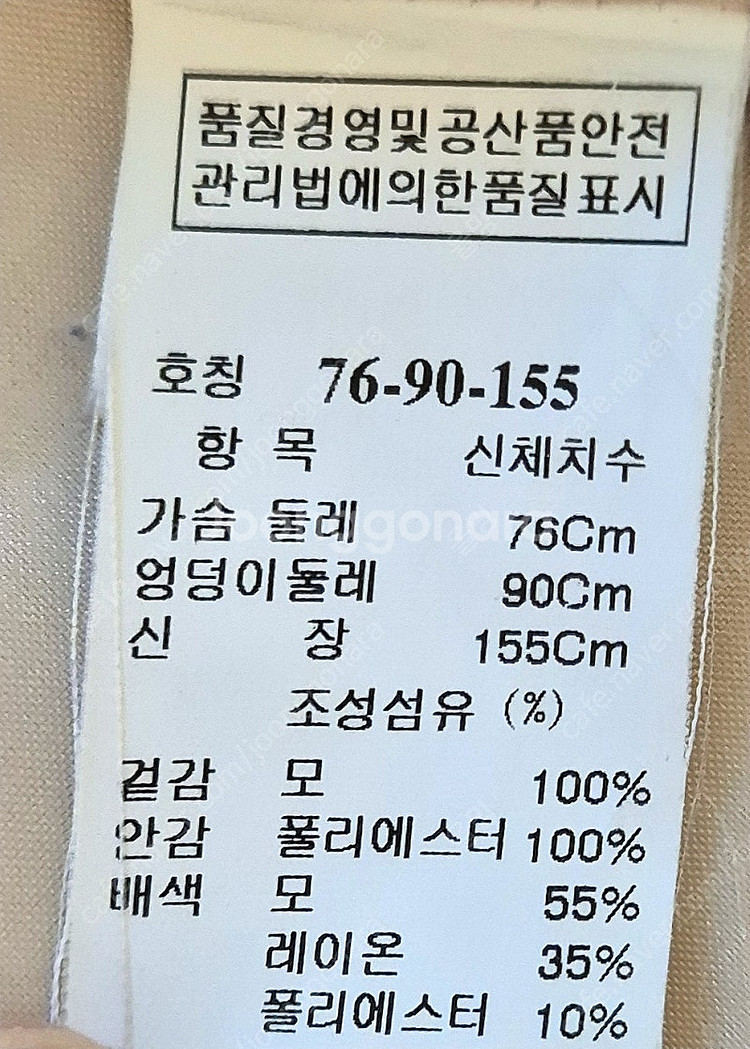 품질경영및공산품안전
관리법에의한품질표시
호칭 76-90-155
항 목 신체치수
가슴 둘레 76Cm
엉덩이둘레 90Cm
신 장 155Cm
조성섬유 (%)
겉감 모 100%
안감 폴리에스터 100%
배색 모 55%
레이온 35%
폴리에스터 10%